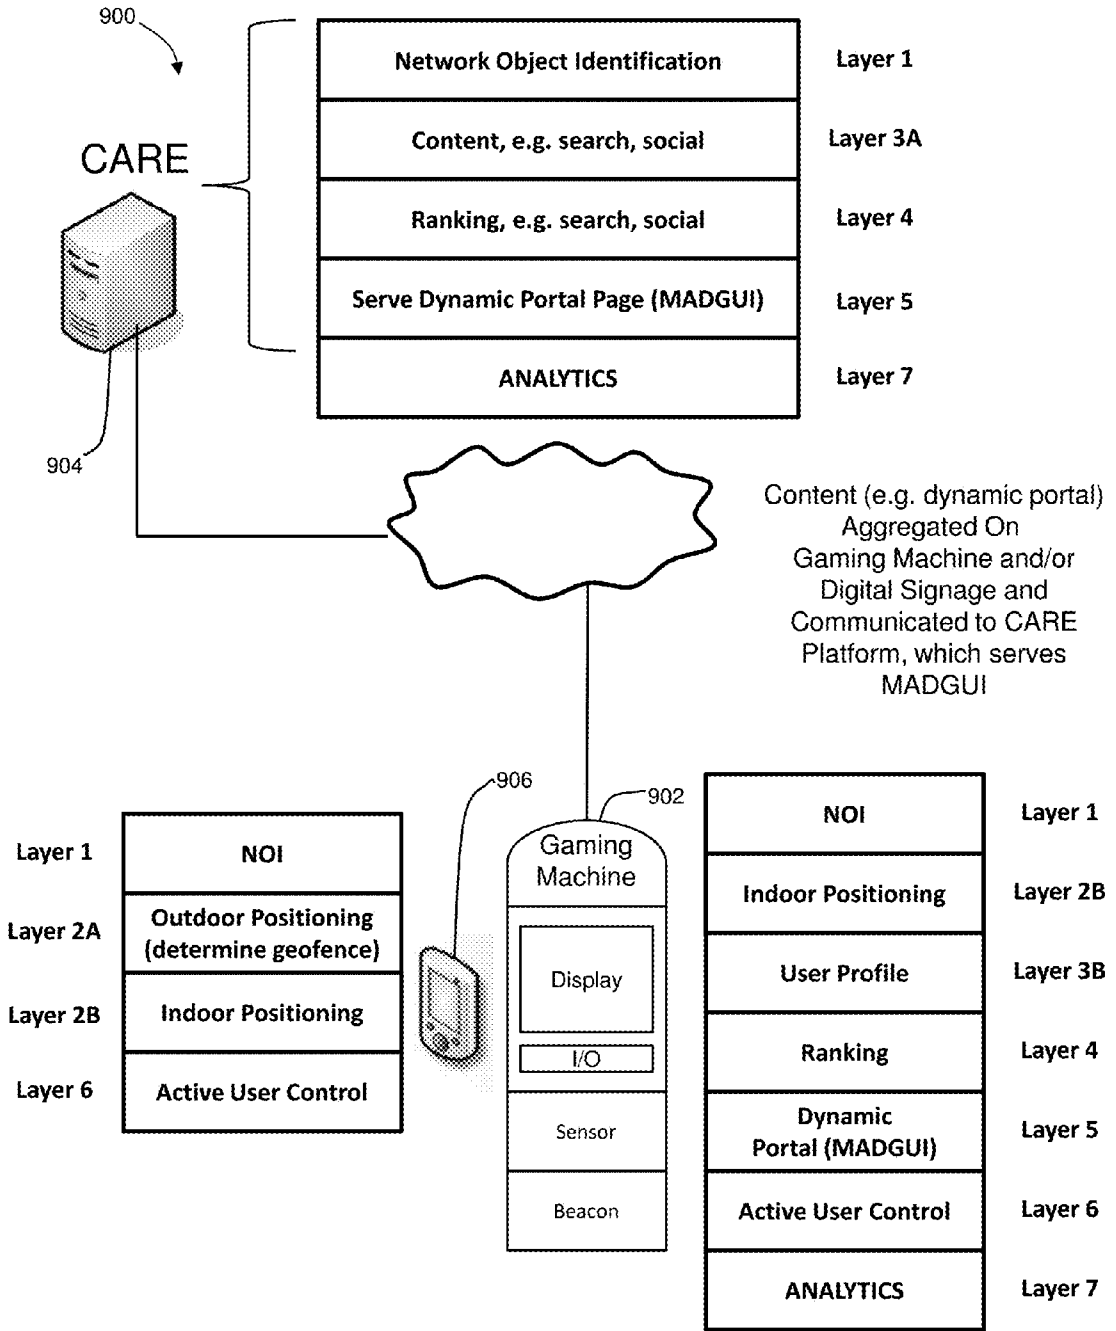 900
Network Object Identification
Layer 1
Content, e.g. search, social
Layer 3A
CARE
Ranking, e.g. search, social
Layer 4
Serve Dynamic Portal Page (MADGUI)
Layer 5
ANALYTICS
Layer 7
904
Content (e.g. dynamic portal)
Aggregated On
Gaming Machine and/or
Digital Signage and
Communicated to CARE
Platform, which serves
MADGUI
906
902
Layer 1
NOI
Layer 2A
Outdoor Positioning
(determine geofence)
Layer 2B
Indoor Positioning
Layer 6
Active User Control
Gaming
Machine
Display
I/O
Sensor
Beacon
NOI
Layer 1
Indoor Positioning
Layer 2B
User Profile
Layer 3B
Ranking
Layer 4
Dynamic
Portal (MADGUI)
Layer 5
Active User Control
Layer 6
ANALYTICS
Layer 7